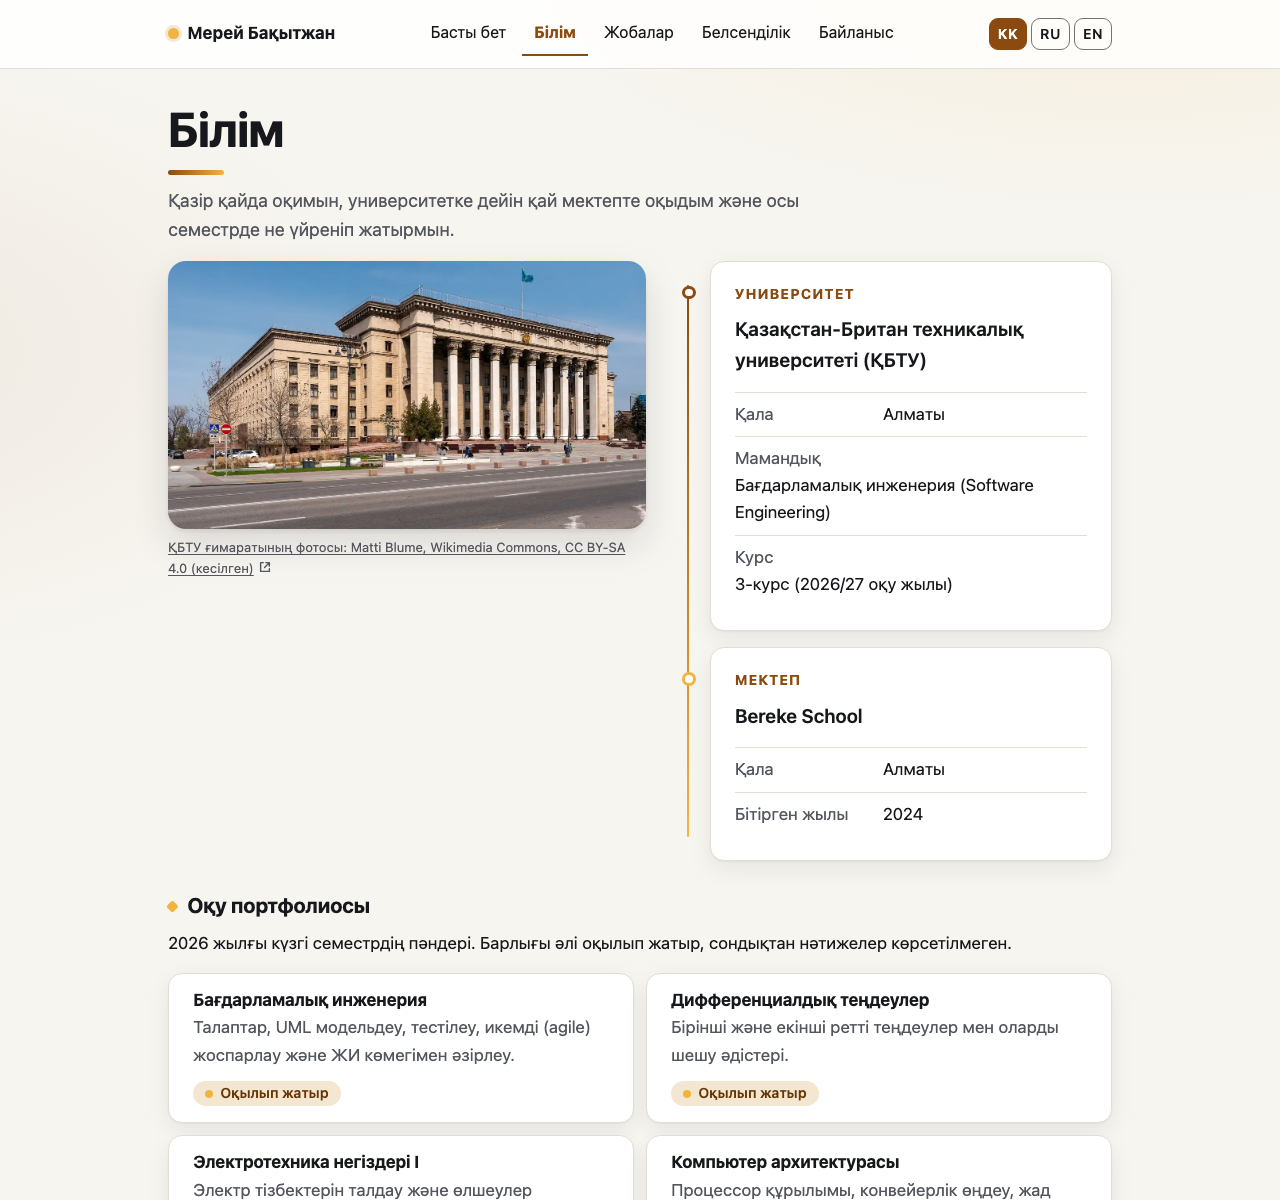 Мерей Бақытжан
Басты бет
Білім
Жобалар
Белсенділік
Байланыс
KK
RU
EN
Білім
Қазір қайда оқимын, университетке дейін қай мектепте оқыдым және осы
семестрде не үйреніп жатырмын.
ҚБТУ ғимаратының фотосы: Matti Blume, Wikimedia Commons, CC BY-SA
4.0 (кесілген)
УНИВЕРСИТЕТ
Қазақстан-Британ техникалық
университеті (ҚБТУ)
Қала
Алматы
Мамандық
Бағдарламалық инженерия (Software
Engineering)
Курс
3-курс (2026/27 оқу жылы)
МЕКТЕП
Bereke School
Қала
Алматы
Бітірген жылы
2024
Оқу портфолиосы
2026 жылғы күзгі семестрдің пәндері. Барлығы әлі оқылып жатыр, сондықтан нәтижелер көрсетілмеген.
Бағдарламалық инженерия
Талаптар, UML модельдеу, тестілеу, икемді (agile)
жоспарлау және ЖИ көмегімен әзірлеу.
Оқылып жатыр
Дифференциалдық теңдеулер
Бірінші және екінші ретті теңдеулер мен оларды
шешу әдістері.
Оқылып жатыр
Электротехника негіздері I
Электр тізбектерін талдау және өлшеулер
Компьютер архитектурасы
Процессор құрылымы, конвейерлік өңдеу, жад